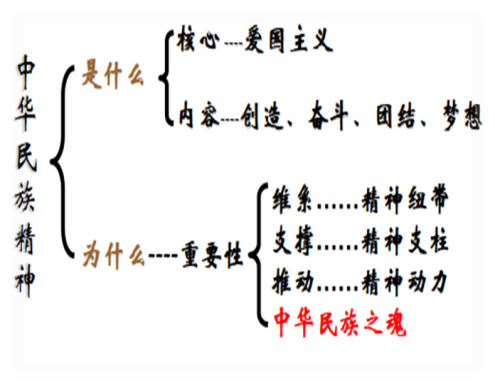 中华民族精神
是什么
核心----爱国主义
内容----创造、奋斗、团结、梦想
为什么----重要性
维系......精神纽带
支撑......精神支柱
推动......精神动力
中华民族之魂